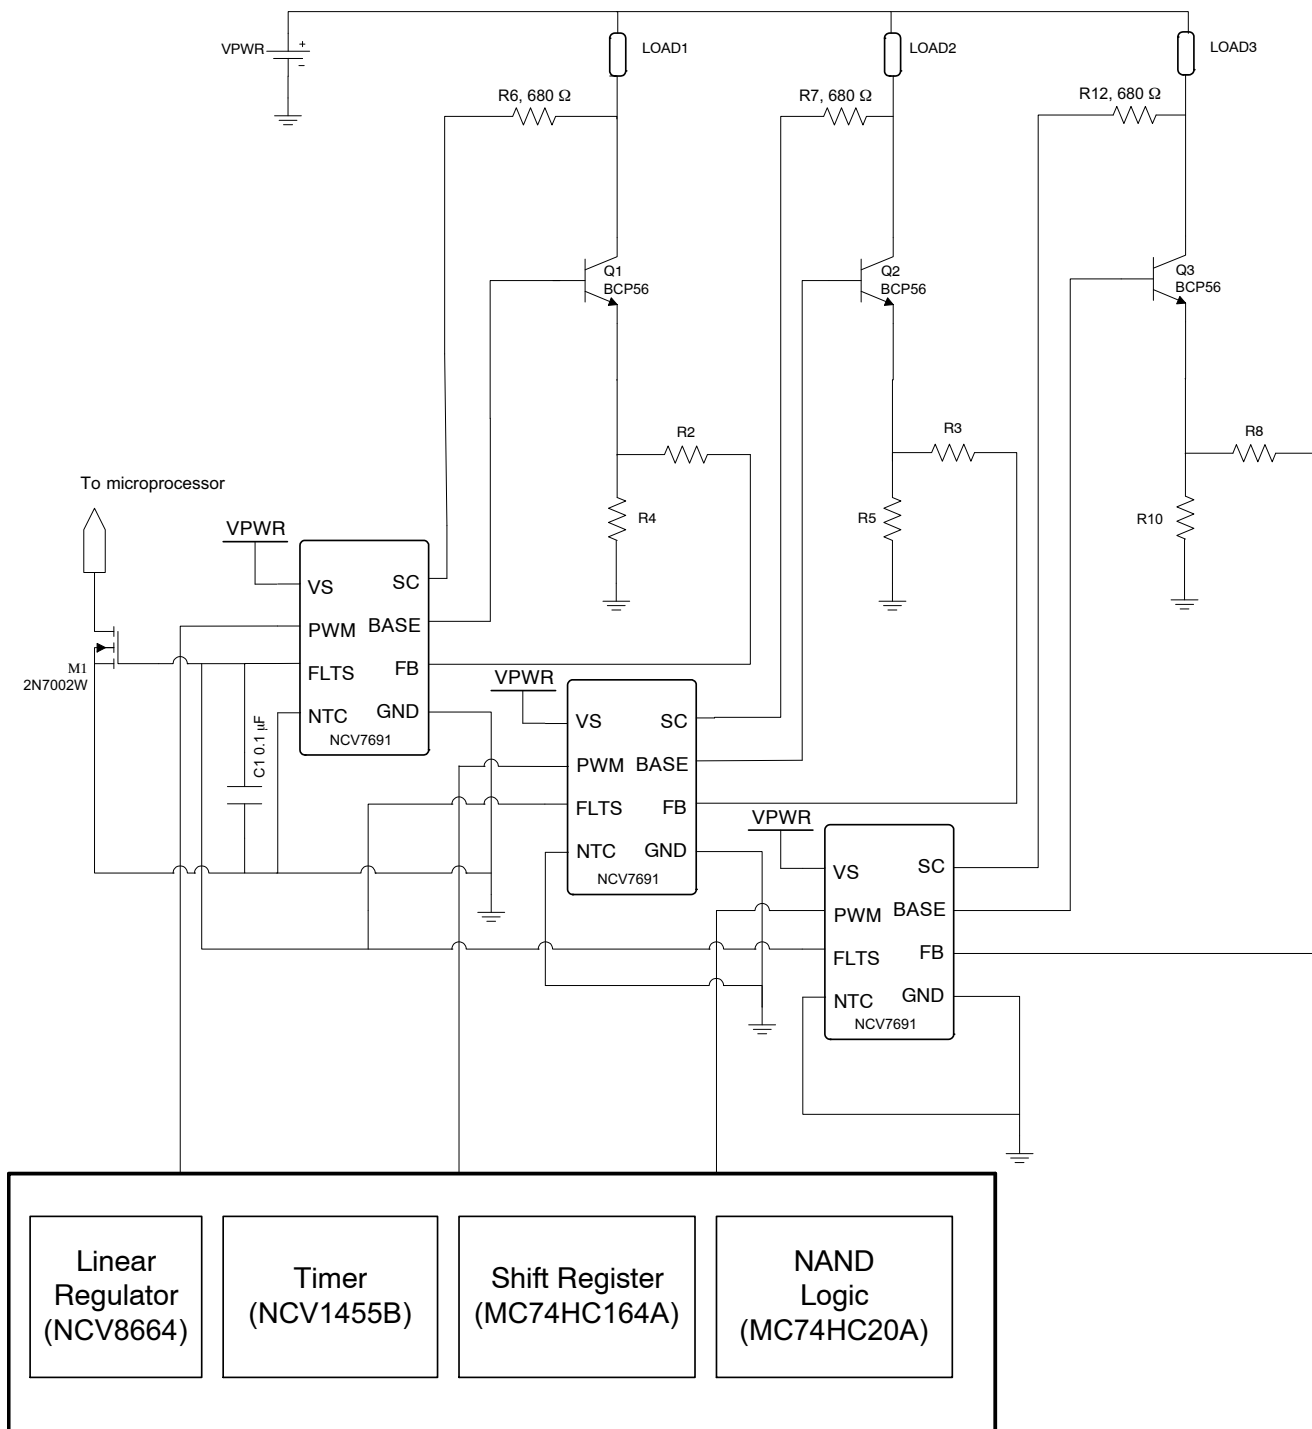 VPWR
+
−
LOAD1
LOAD2
LOAD3
R6, 680 Ω
R7, 680 Ω
R12, 680 Ω
Q1
BCP56
Q2
BCP56
Q3
BCP56
R2
R3
R8
R4
R5
R10
To microprocessor
M1
2N7002W
C1 0.1 µF
VPWR
VS
SC
PWM
BASE
FLTS
FB
NTC
GND
NCV7691
VPWR
VS
SC
PWM
BASE
FLTS
FB
NTC
GND
NCV7691
VPWR
VS
SC
PWM
BASE
FLTS
FB
NTC
GND
NCV7691
Linear
Regulator
(NCV8664)
Timer
(NCV1455B)
Shift Register
(MC74HC164A)
NAND
Logic
(MC74HC20A)